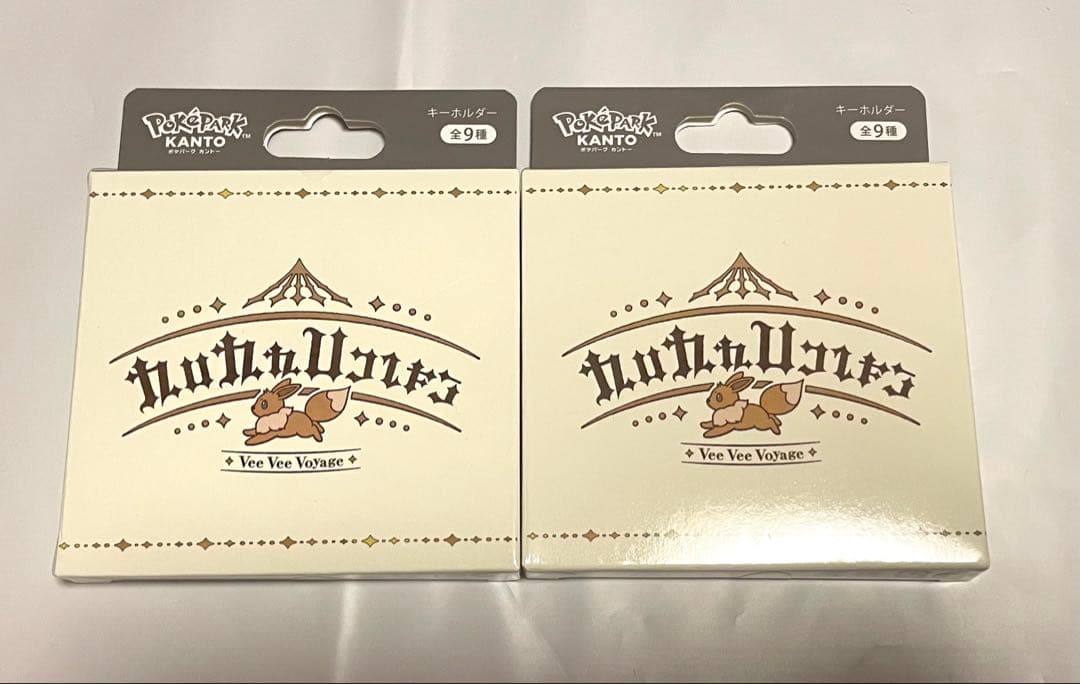 POKéPARK™
KANTO
ポケパーク カントー
キーホルダー
全9種
Vee Vee Voyage
POKéPARK™
KANTO
ポケパーク カントー
キーホルダー
全9種
Vee Vee Voyage